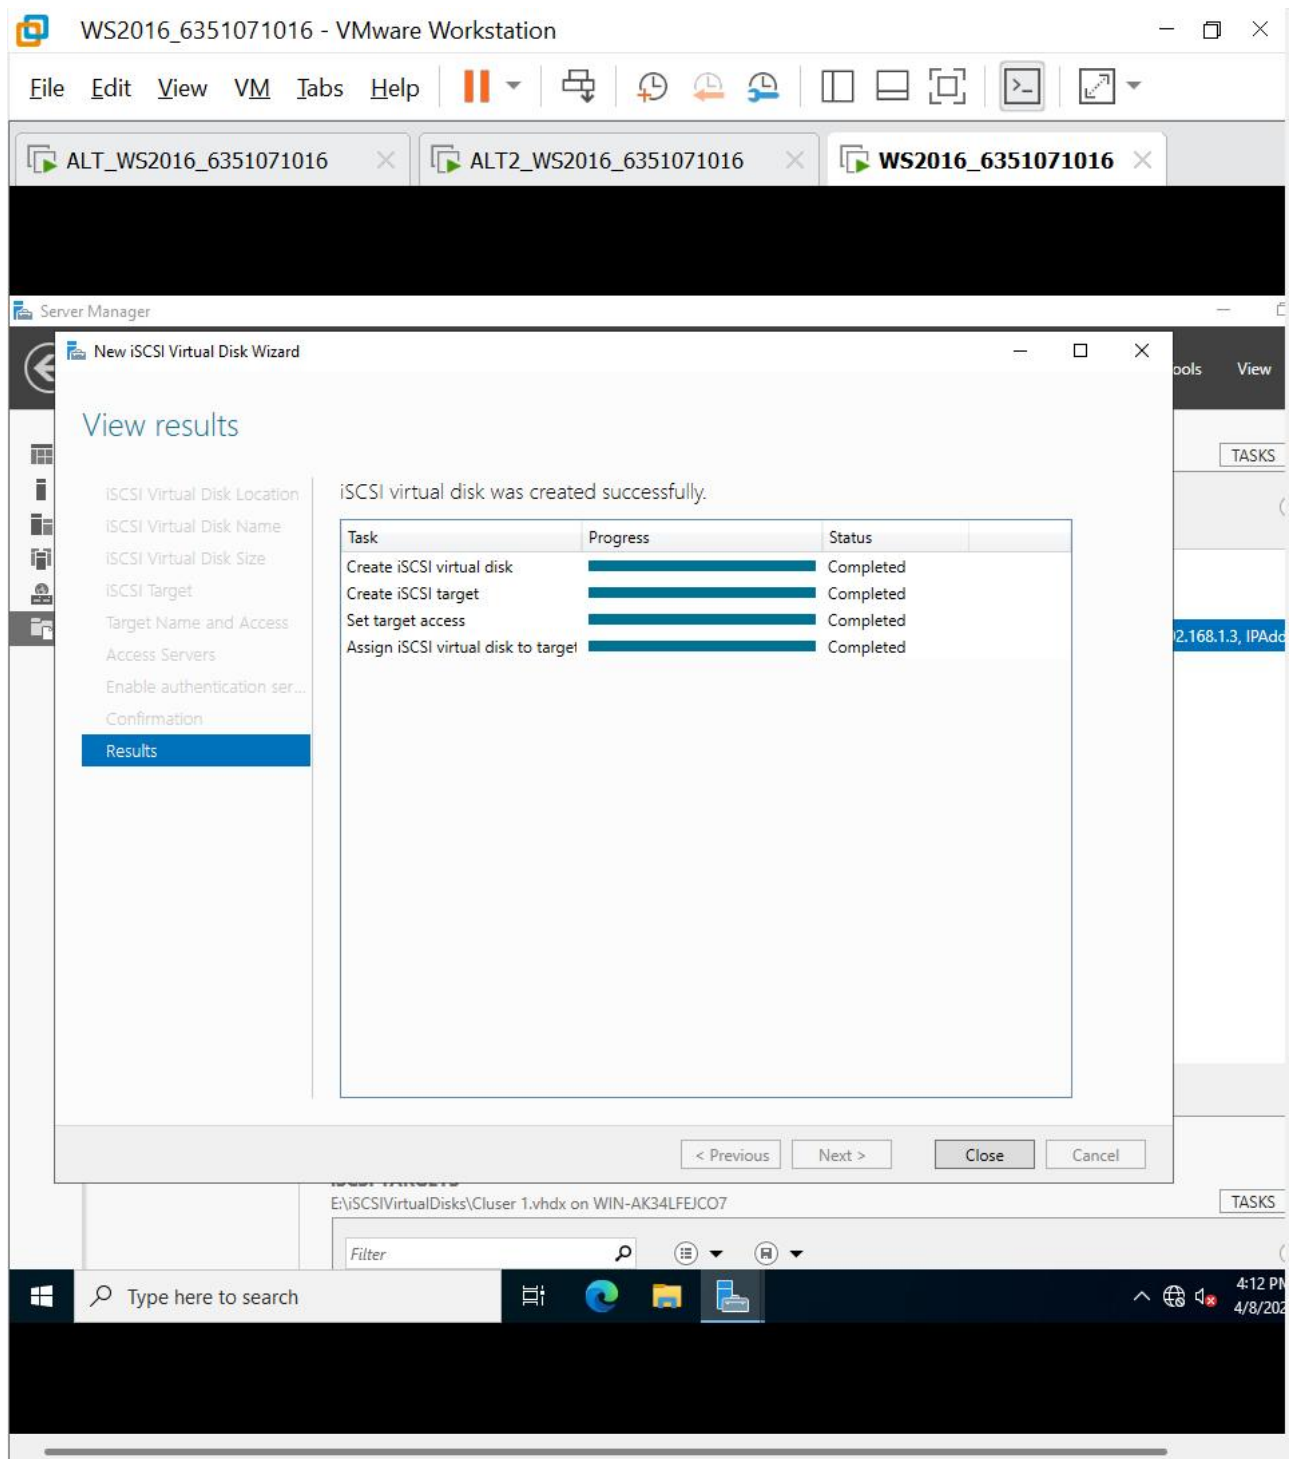 WS2016_6351071016 - VMware Workstation
File Edit View VM Tabs Help
ALT_WS2016_6351071016
ALT2_WS2016_6351071016
WS2016_6351071016
Server Manager
New iSCSI Virtual Disk Wizard
ools View
View results
TASKS
iSCSI Virtual Disk Location
iSCSI Virtual Disk Name
iSCSI Virtual Disk Size
iSCSI Target
Target Name and Access
Access Servers
Enable authentication ser...
Confirmation
Results
iSCSI virtual disk was created successfully.
Task Progress Status
Create iSCSI virtual disk Completed
Create iSCSI target Completed
Set target access Completed
Assign iSCSI virtual disk to target Completed
2.168.1.3, IPAdd
< Previous Next > Close Cancel
iSCSI TARGETS
E:\iSCSIVirtualDisks\Cluser 1.vhdx on WIN-AK34LFEJCO7
TASKS
Filter
Type here to search
4:12 PM
4/8/202